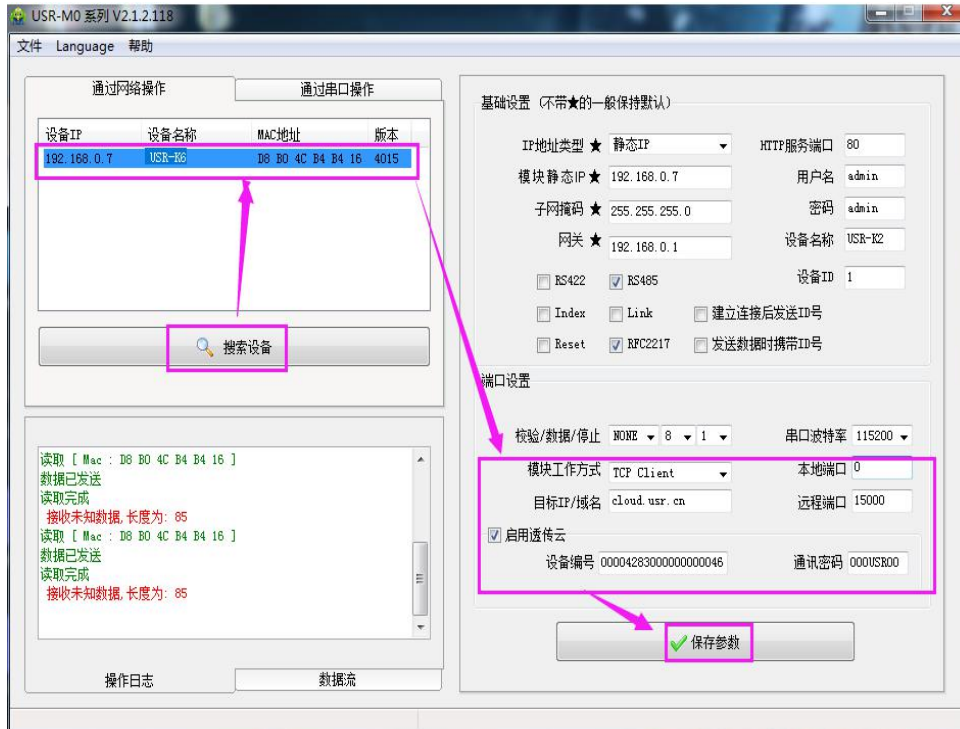 USR-M0 系列 V2.1.2.118
文件 Language 帮助
通过网络操作 通过串口操作
设备IP 设备名称 MAC地址 版本
192.168.0.7 USR-K6 D8 B0 4C B4 B4 16 4015
搜索设备
读取 [ Mac : D8 B0 4C B4 B4 16 ]
数据已发送
读取完成
接收未知数据,长度为: 85
读取 [ Mac : D8 B0 4C B4 B4 16 ]
数据已发送
读取完成
接收未知数据,长度为: 85
操作日志 数据流
基础设置 (不带★的一般保持默认)
IP地址类型 ★ 静态IP HTTP服务端口 80
模块静态IP★ 192.168.0.7 用户名 admin
子网掩码 ★ 255.255.255.0 密码 admin
网关 ★ 192.168.0.1 设备名称 USR-K2
RS422 RS485 设备ID 1
Index Link 建立连接后发送ID号
Reset RFC2217 发送数据时携带ID号
端口设置
校验/数据/停止 NONE 8 1 串口波特率 115200
模块工作方式 TCP Client 本地端口 0
目标IP/域名 cloud.usr.cn 远程端口 15000
启用透传云
设备编号 00004283000000000046 通讯密码 000USR00
保存参数